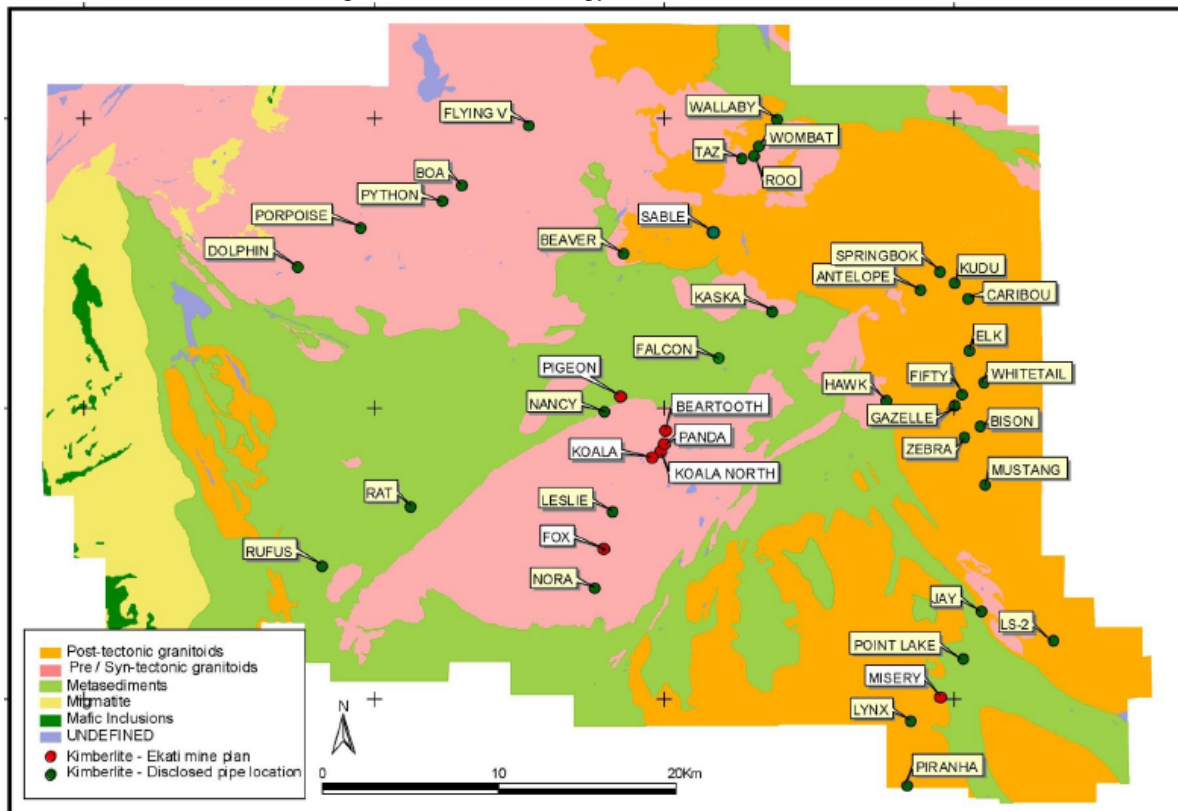 FLYING V
WALLABY
WOMBAT
TAZ
ROO
BOA
PYTHON
PORPOISE
SABLE
DOLPHIN
BEAVER
SPRINGBOK
KUDU
ANTELOPE
CARIBOU
KASKA
ELK
FALCON
PIGEON
FIFTY
WHITETAIL
HAWK
NANCY
BEARTOOTH
GAZELLE
BISON
PANDA
KOALA
ZEBRA
KOALA NORTH
MUSTANG
RAT
LESLIE
FOX
RUFUS
NORA
JAY
LS-2
POINT LAKE
MISERY
LYNX
PIRANHA
Post-tectonic granitoids
Pre / Syn-tectonic granitoids
Metasediments
Migmatite
Mafic Inclusions
UNDEFINED
Kimberlite - Ekati mine plan
Kimberlite - Disclosed pipe location
N
0 10 20Km